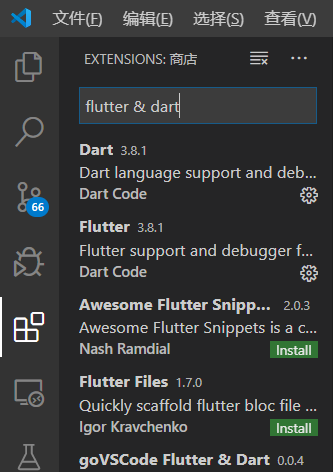 文件(F) 编辑(E) 选择(S) 查看(V)
EXTENSIONS: 商店
flutter & dart
Dart 3.8.1
Dart language support and deb...
Dart Code
Flutter 3.8.1
Flutter support and debugger f...
Dart Code
66
Awesome Flutter Snipp... 2.0.3
Awesome Flutter Snippets is a c...
Nash Ramdial Install
Flutter Files 1.7.0
Quickly scaffold flutter bloc file ...
Igor Kravchenko Install
goVSCode Flutter & Dart 0.0.4